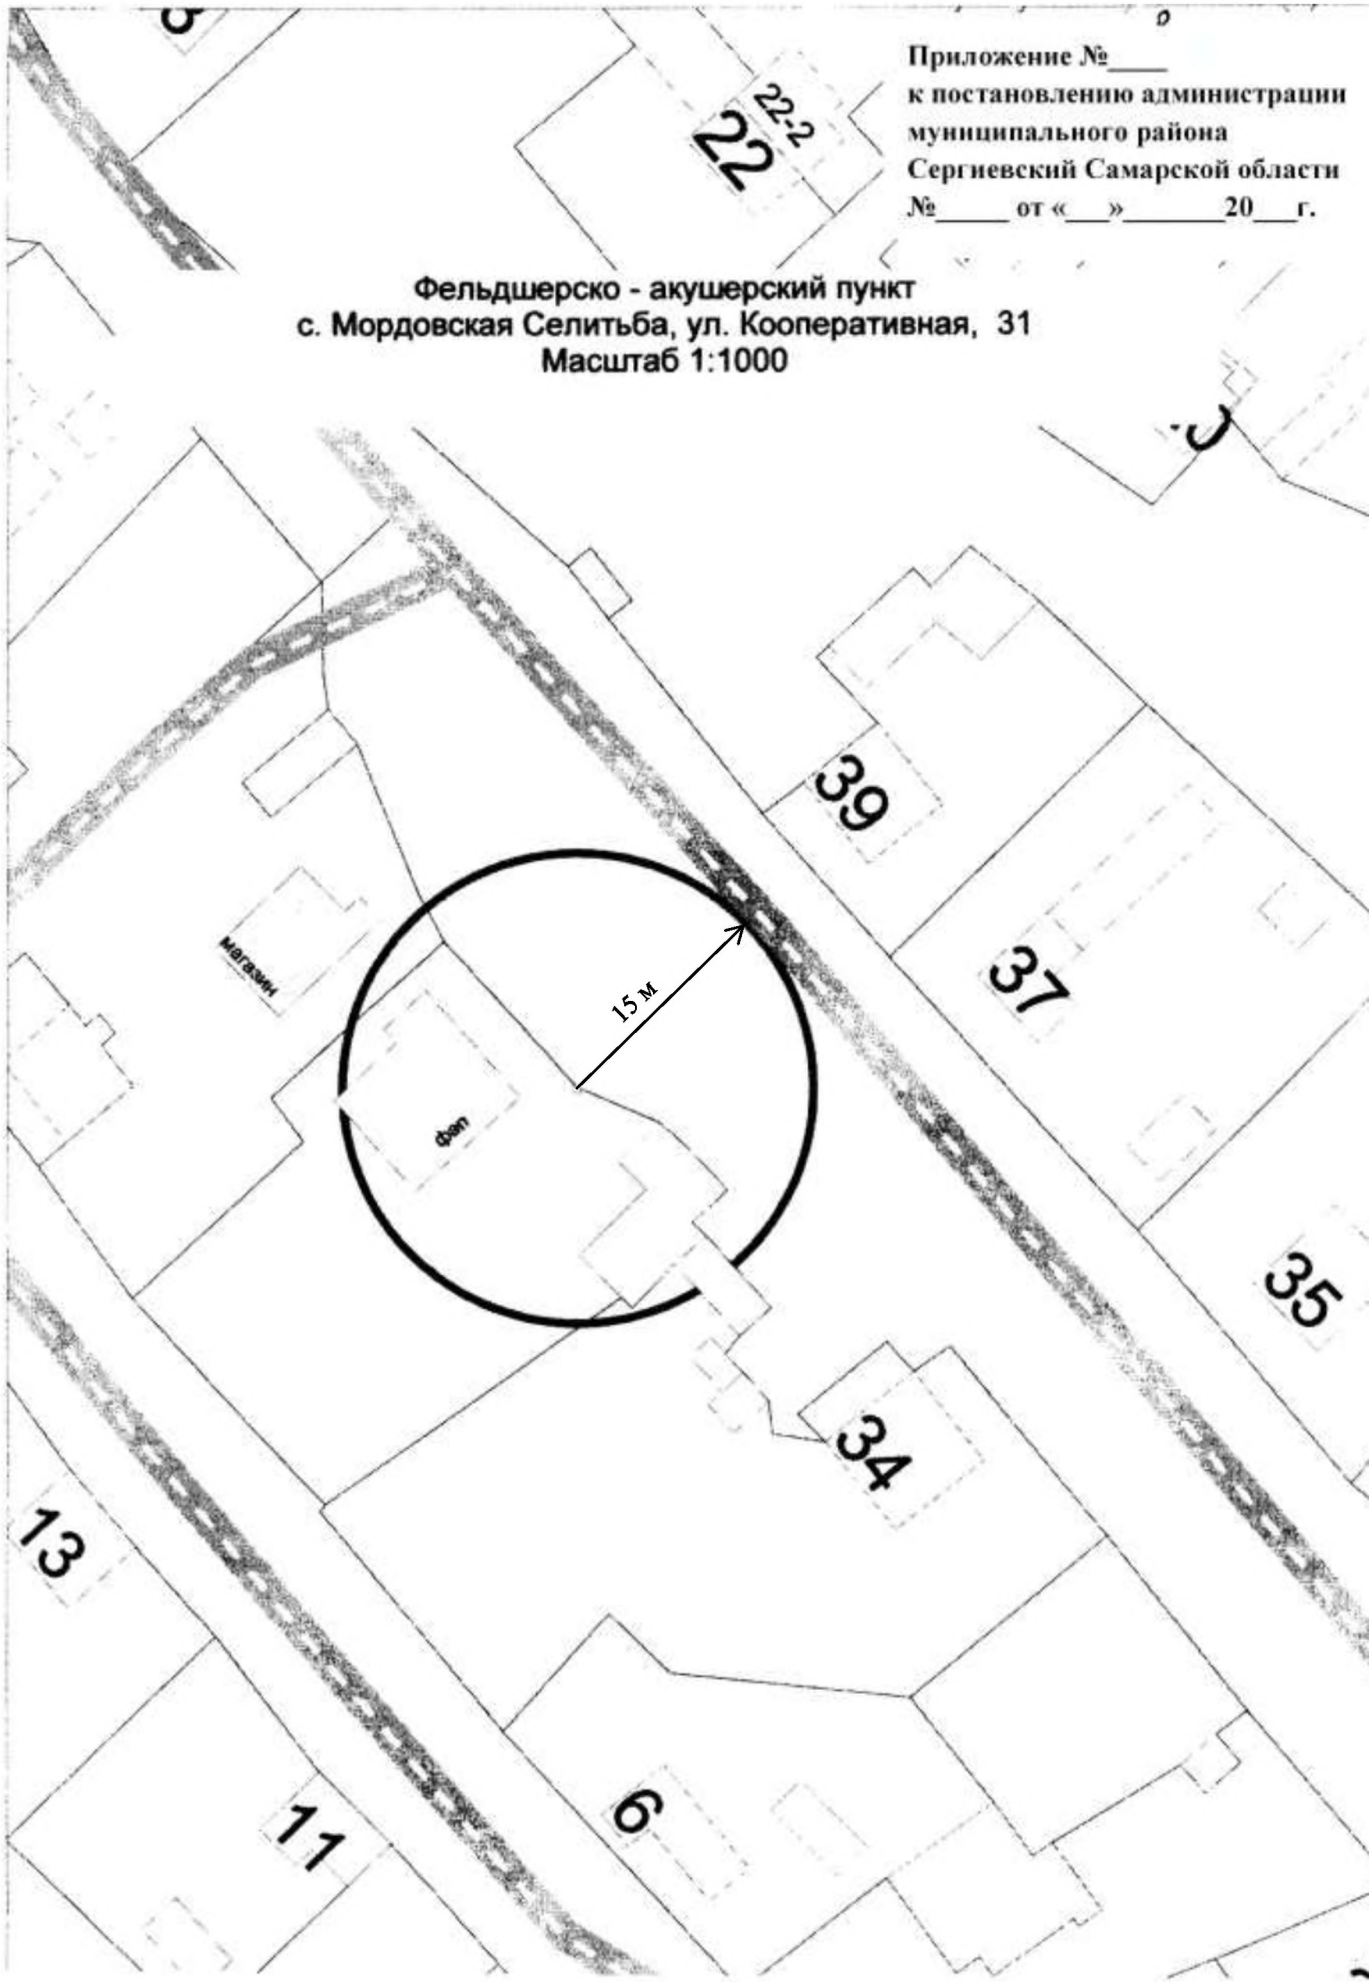 Приложение №____
к постановлению администрации
муниципального района
Сергиевский Самарской области
№_____ от «___»_______20___г.
22-2
22
Фельдшерско - акушерский пункт
с. Мордовская Селитьба, ул. Кооперативная, 31
Масштаб 1:1000
39
магазин
37
15 м
фап
35
34
13
6
11